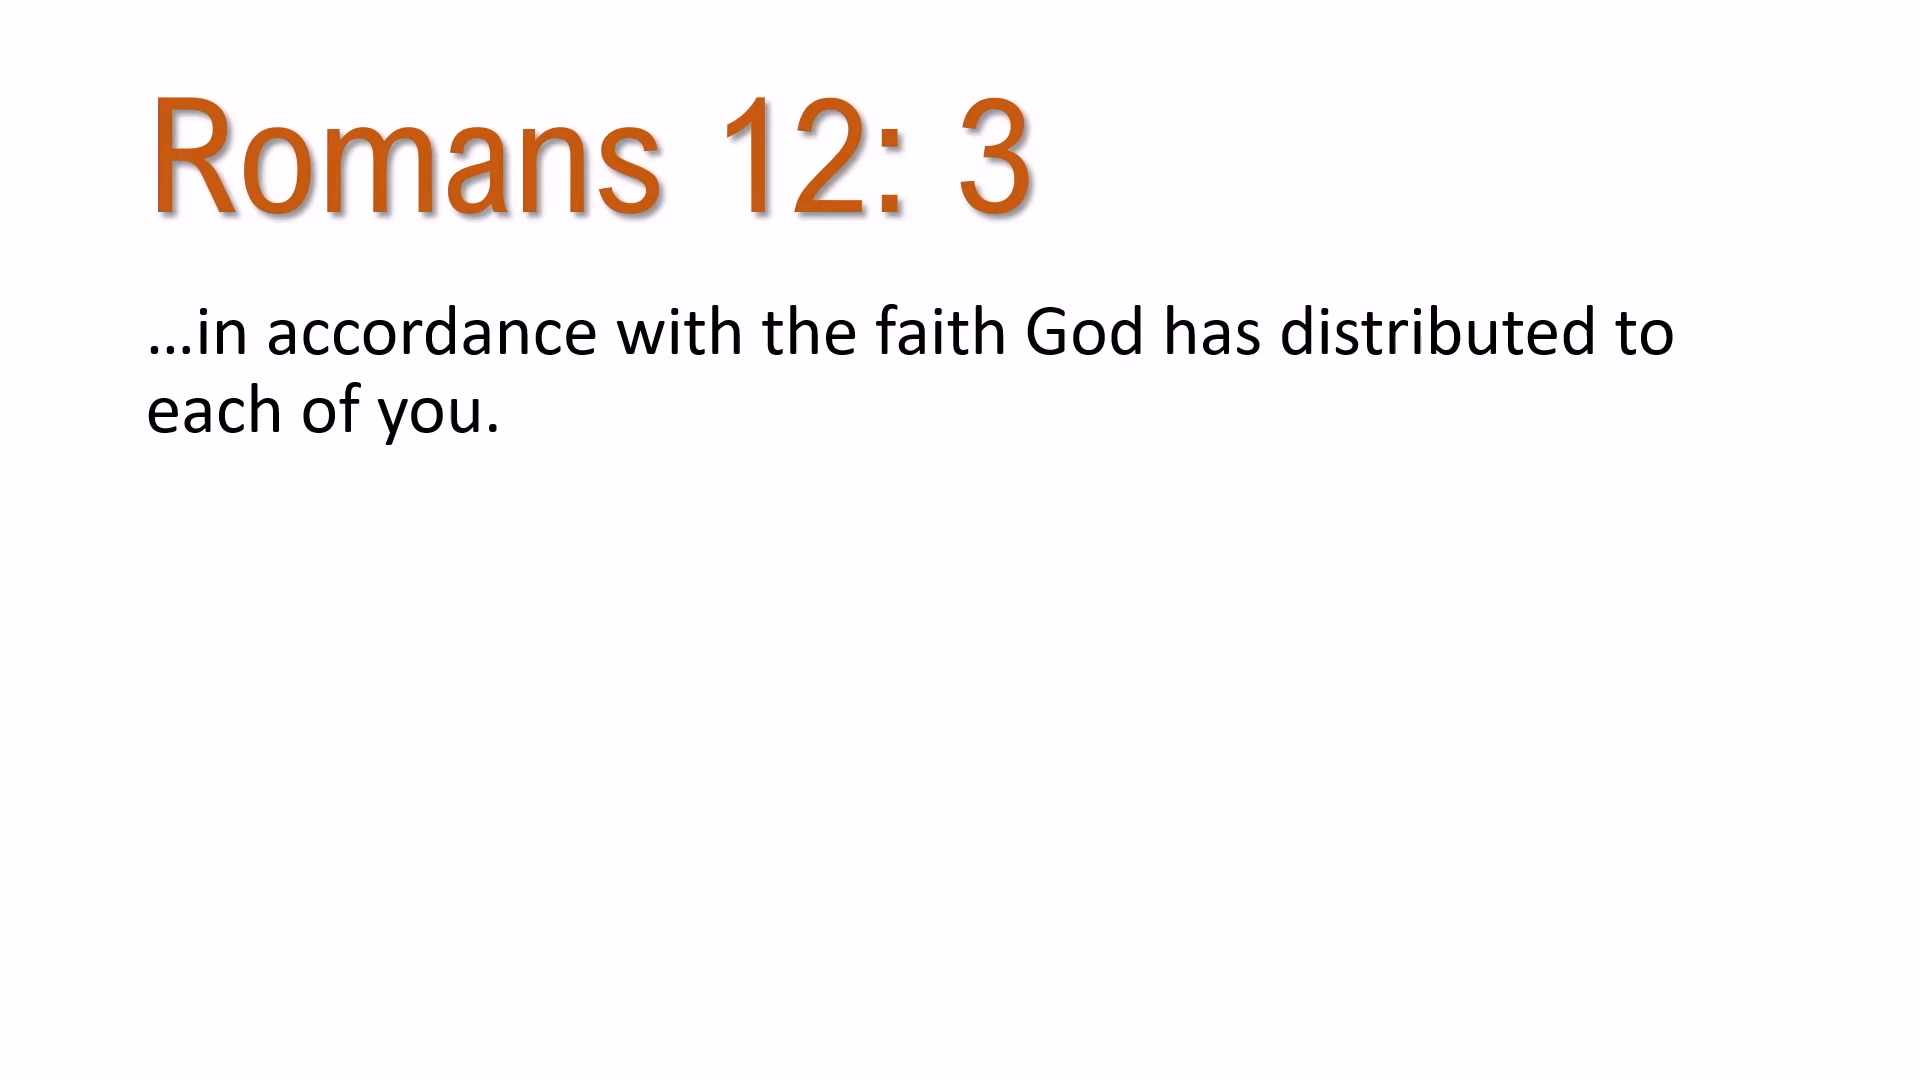 Romans 12: 3
...in accordance with the faith God has distributed to
each of you.